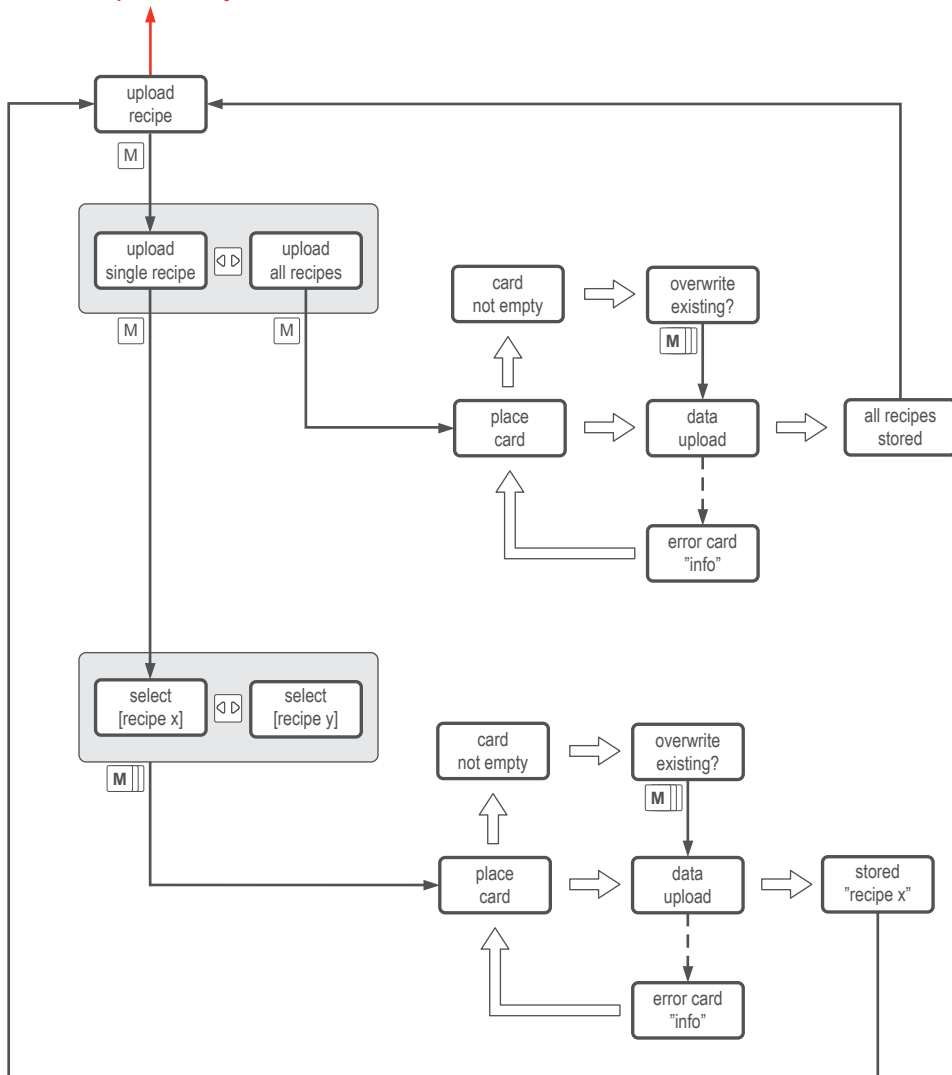 upload
recipe
M
upload
single recipe
upload
all recipes
M
M
card
not empty
overwrite
existing?
M
place
card
data
upload
all recipes
stored
error card
"info"
select
[recipe x]
select
[recipe y]
M
card
not empty
overwrite
existing?
M
place
card
data
upload
stored
"recipe x"
error card
"info"